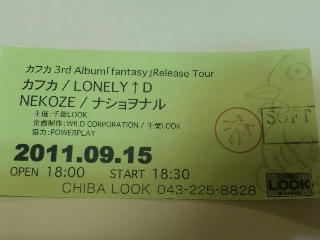 カフカ 3rd Album「fantasy」Release Tour
カフカ / LONELY↑D
NEKOZE / ナショヲナル
主催:千葉LOOK
企画制作:WILD CORPORATION / 千葉LOOK
協力:POWERPLAY
2011.09.15
OPEN 18:00 START 18:30
CHIBA LOOK 043-225-8828
CHIBA
LOOK